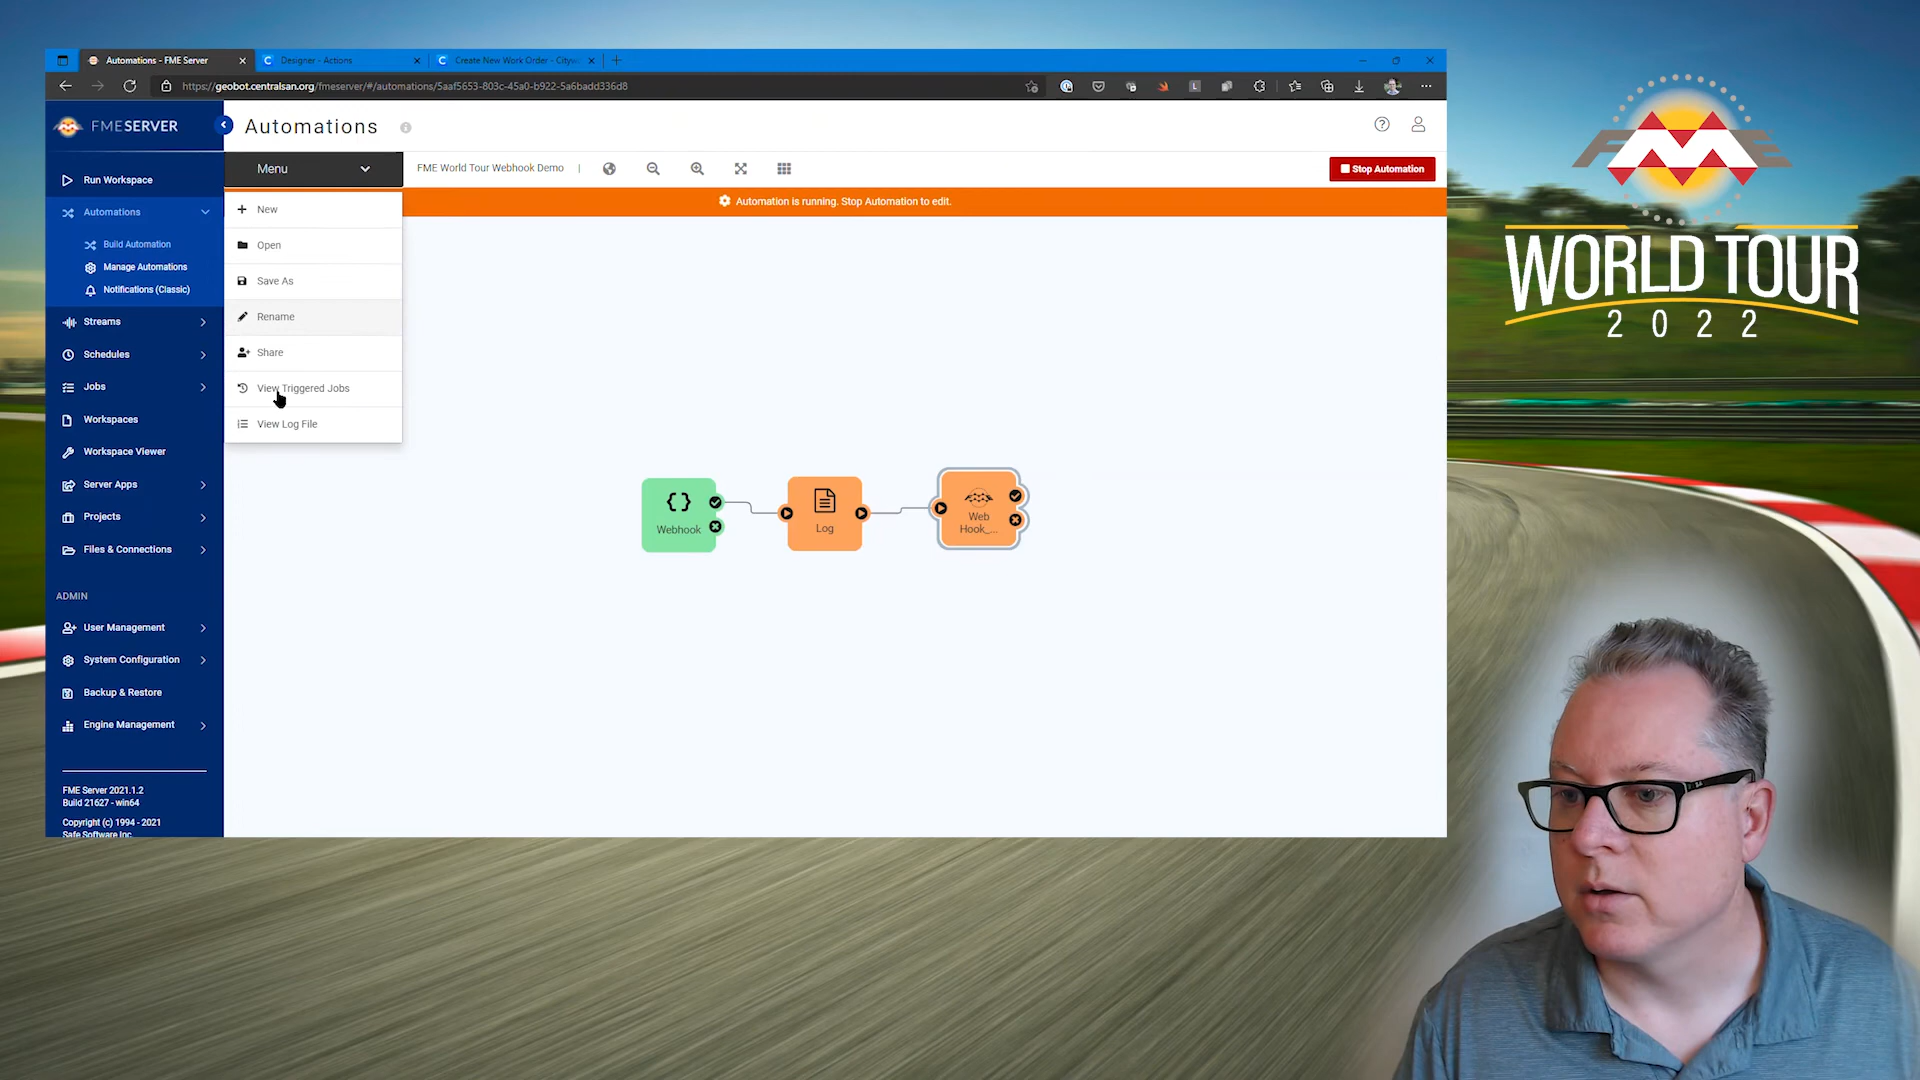 Automations - FME Server
Designer - Actions
Create New Work Order - Cityw
https://geobot.centralsan.org/fmeserver/#/automations/5aaf5653-803c-45a0-b922-5a6badd336d8
FMESERVER
Automations
Menu
FME World Tour Webhook Demo
Stop Automation
Automation is running. Stop Automation to edit.
New
Open
Save As
Rename
Share
View Triggered Jobs
View Log File
Run Workspace
Automations
Build Automation
Manage Automations
Notifications (Classic)
Streams
Schedules
Jobs
Workspaces
Workspace Viewer
Server Apps
Projects
Files & Connections
ADMIN
User Management
System Configuration
Backup & Restore
Engine Management
FME Server 2021.1.2
Build 21627 - win64
Copyright (c) 1994 - 2021
Safe Software Inc.
{}
Webhook
Log
Web
Hook_...
FME
WORLD TOUR
2022